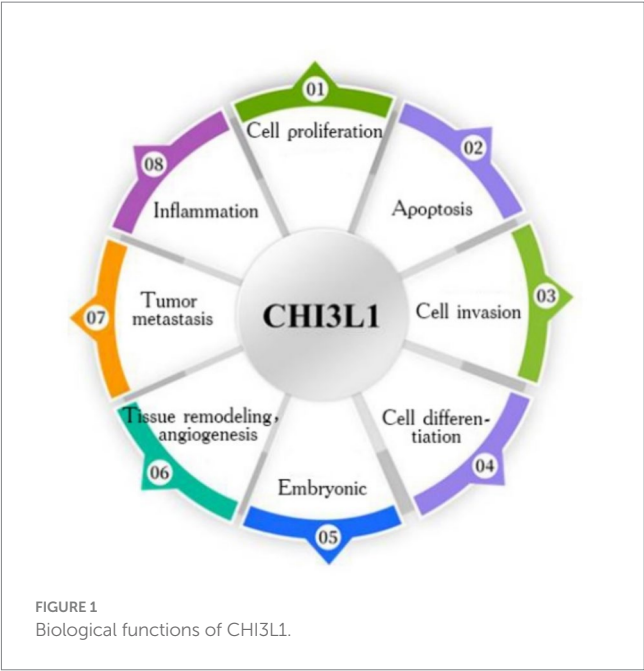 01
Cell proliferation
02
Apoptosis
03
Cell invasion
04
Cell differen-
tiation
05
Embryonic
06
Tissue remodeling,
angiogenesis
07
Tumor
metastasis
08
Inflammation
CHI3L1
FIGURE 1
Biological functions of CHI3L1.